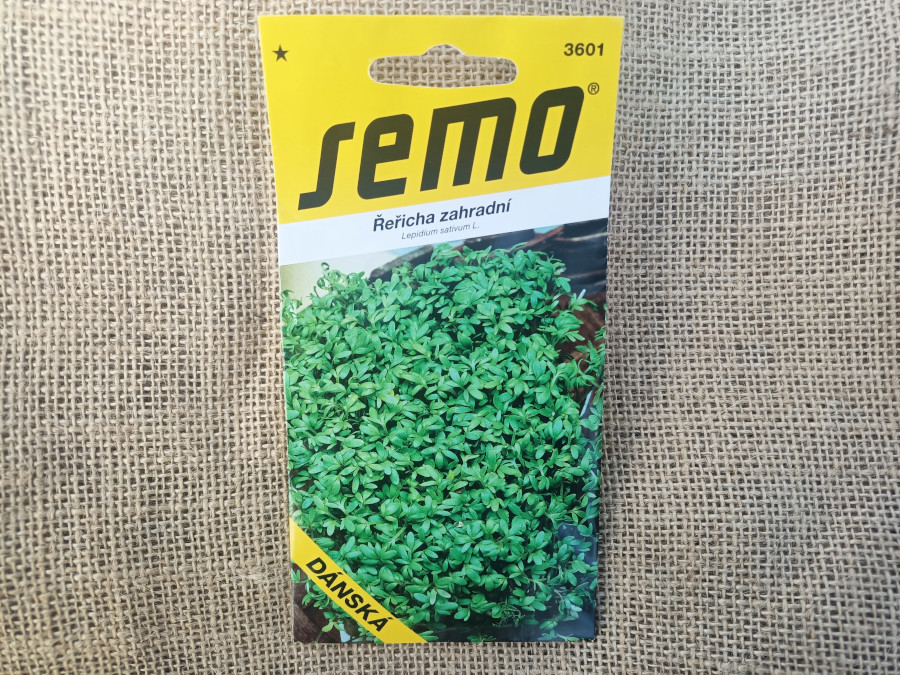 ★ 3601
semo®
Řeřicha zahradní
Lepidium sativum L.
DÁNSKÁ